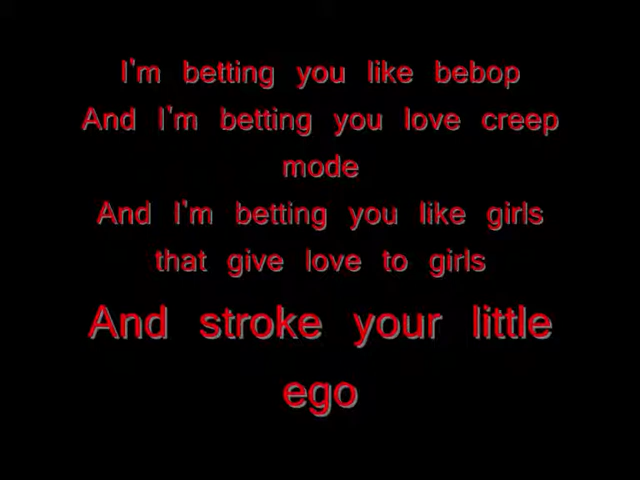 I'm betting you like bebop
And I'm betting you love creep
mode
And I'm betting you like girls
that give love to girls
And stroke your little
ego